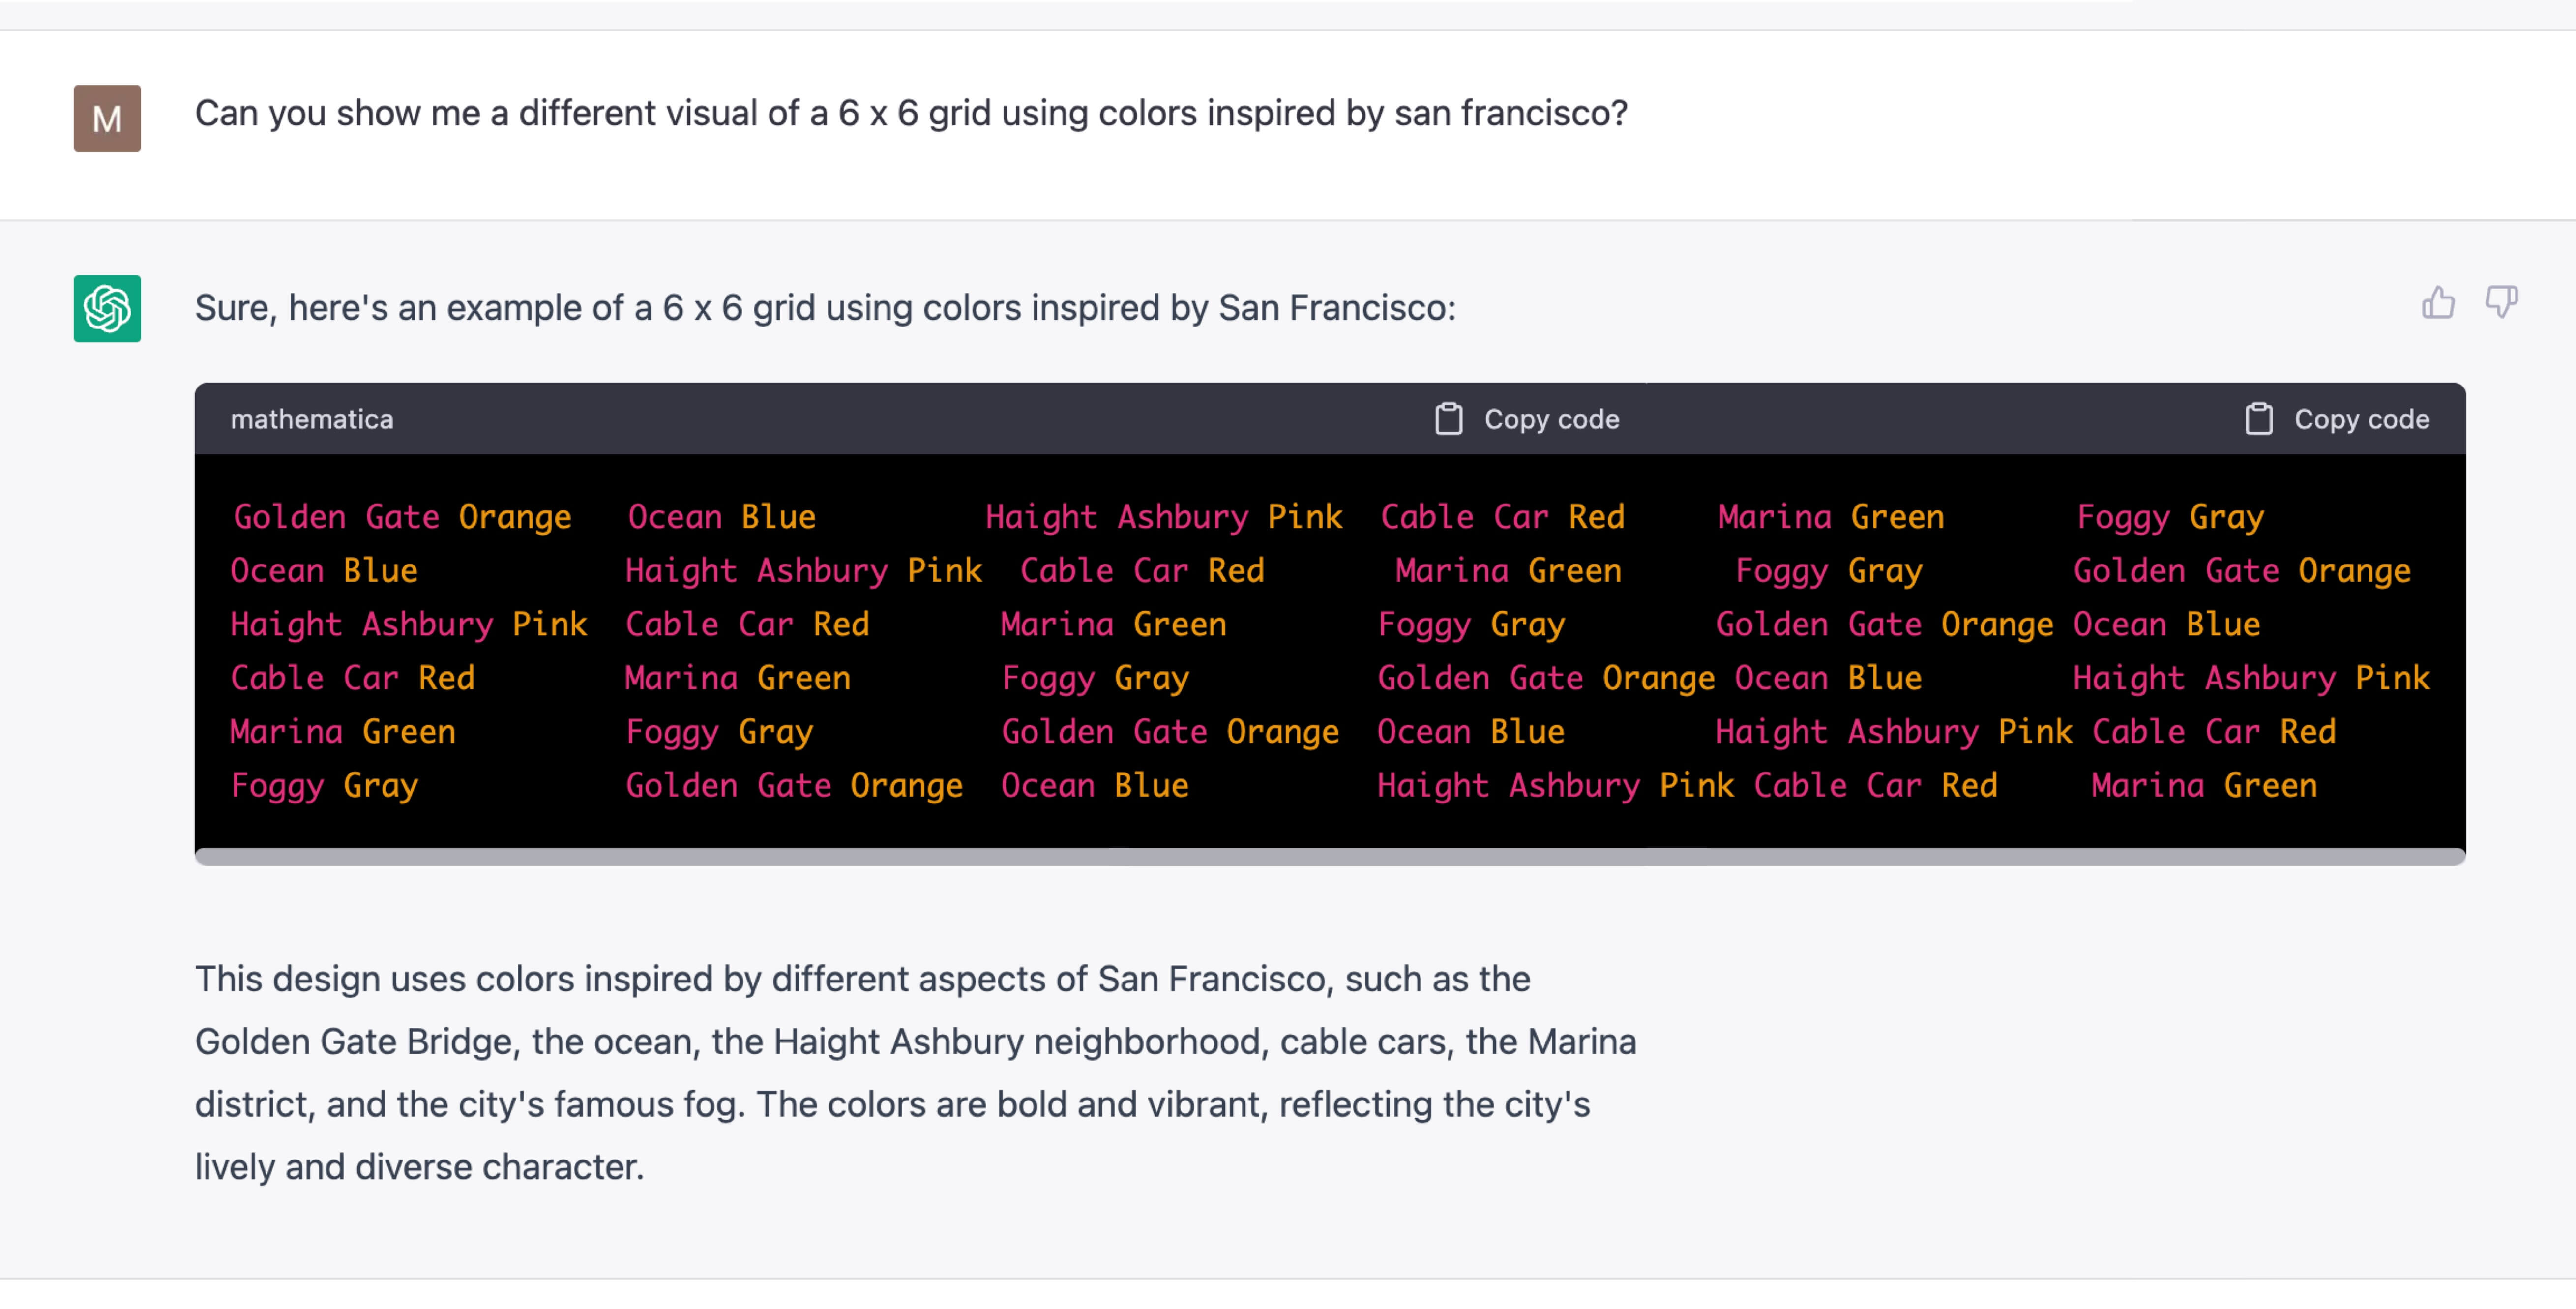 M
Can you show me a different visual of a 6 x 6 grid using colors inspired by san francisco?
Sure, here's an example of a 6 x 6 grid using colors inspired by San Francisco:
mathematica Copy code Copy code
Golden Gate Orange Ocean Blue Haight Ashbury Pink Cable Car Red Marina Green Foggy Gray
Ocean Blue Haight Ashbury Pink Cable Car Red Marina Green Foggy Gray Golden Gate Orange
Haight Ashbury Pink Cable Car Red Marina Green Foggy Gray Golden Gate Orange Ocean Blue
Cable Car Red Marina Green Foggy Gray Golden Gate Orange Ocean Blue Haight Ashbury Pink
Marina Green Foggy Gray Golden Gate Orange Ocean Blue Haight Ashbury Pink Cable Car Red
Foggy Gray Golden Gate Orange Ocean Blue Haight Ashbury Pink Cable Car Red Marina Green
This design uses colors inspired by different aspects of San Francisco, such as the
Golden Gate Bridge, the ocean, the Haight Ashbury neighborhood, cable cars, the Marina
district, and the city's famous fog. The colors are bold and vibrant, reflecting the city's
lively and diverse character.